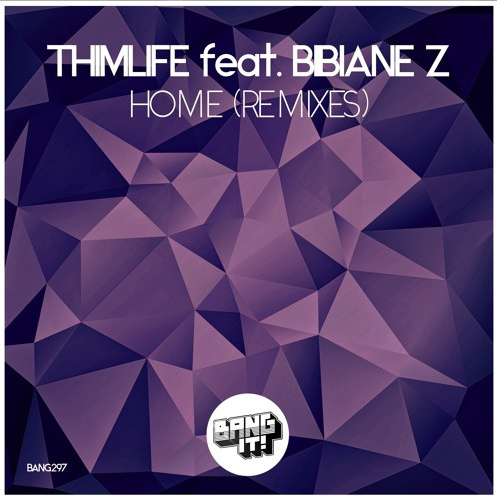 THIMLIFE feat. BIBIANE Z
HOME (REMIXES)
BANG
IT!
BANG297